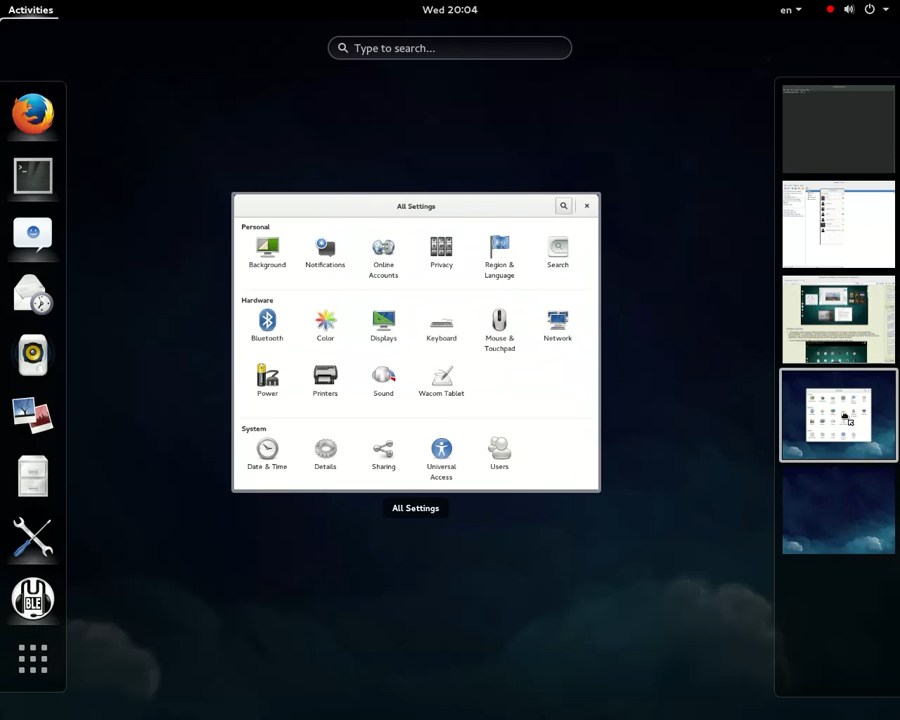 Activities
Wed 20:04
en
Type to search...
All Settings
Personal
Background
Notifications
Online
Accounts
Privacy
Region &
Language
Search
Hardware
Bluetooth
Color
Displays
Keyboard
Mouse &
Touchpad
Network
Power
Printers
Sound
Wacom Tablet
System
Date & Time
Details
Sharing
Universal
Access
Users
All Settings
BLE